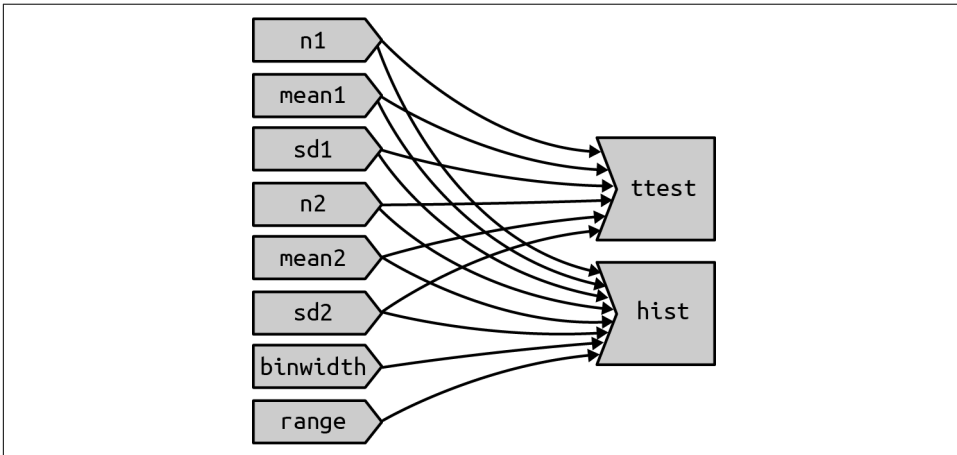 n1
mean1
sd1
n2
mean2
sd2
binwidth
range
ttest
hist